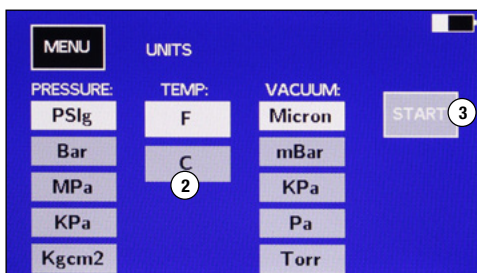 MENU UNITS
PRESSURE: TEMP: VACUUM:
PSIg F Micron START 3
Bar C mBar
2
MPa KPa
KPa Pa
Kgcm2 Torr